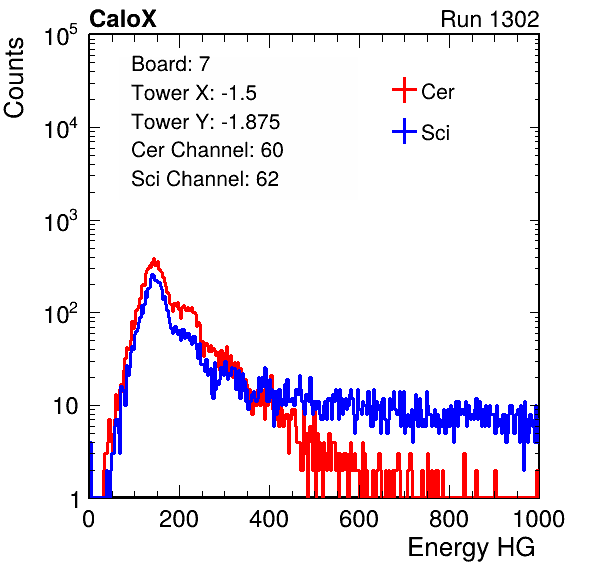 CaloX Run 1302
Counts
Board: 7
Tower X: -1.5
Tower Y: -1.875
Cer Channel: 60
Sci Channel: 62
Cer
Sci
10^5
10^4
10^3
10^2
10
1
0 200 400 600 800 1000
Energy HG